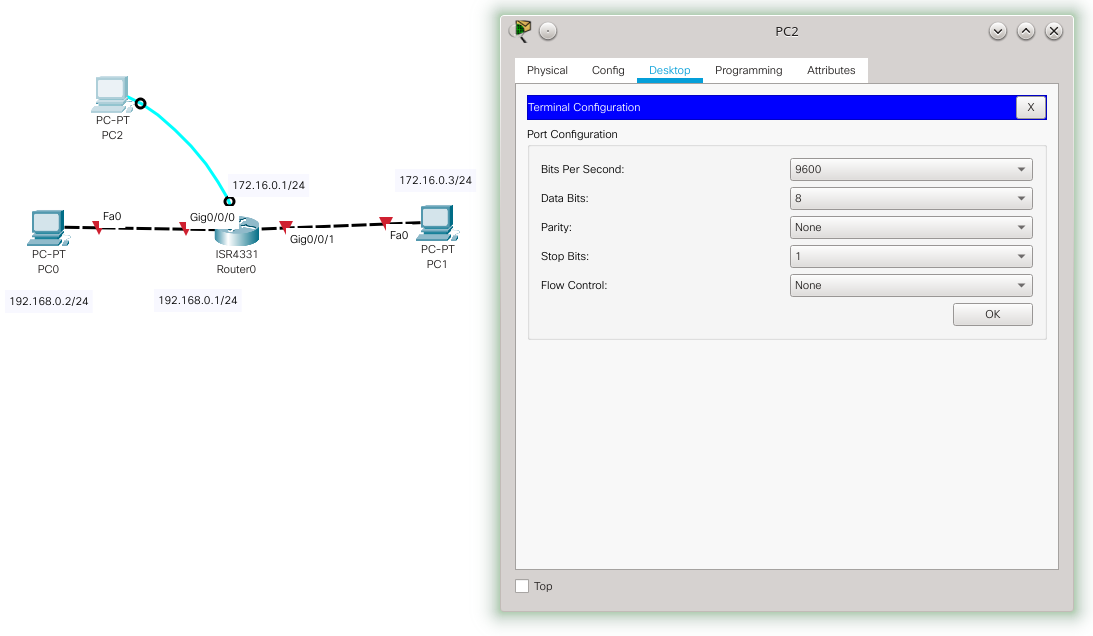 PC-PT
PC2
172.16.0.1/24
172.16.0.3/24
Fa0
Gig0/0/0
Gig0/0/1
Fa0
PC-PT
PC0
ISR4331
Router0
PC-PT
PC1
192.168.0.2/24
192.168.0.1/24
PC2
Physical Config Desktop Programming Attributes
Terminal Configuration X
Port Configuration
Bits Per Second: 9600
Data Bits: 8
Parity: None
Stop Bits: 1
Flow Control: None
OK
Top